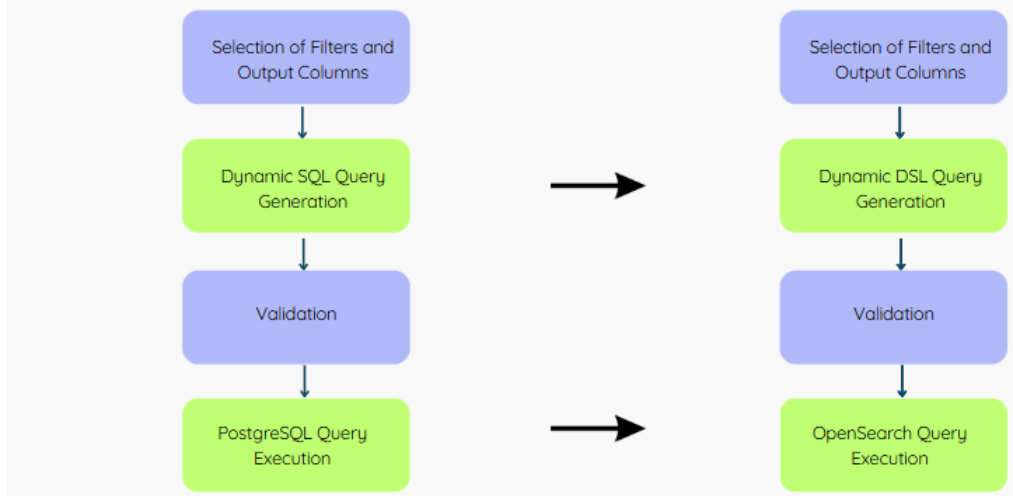 Selection of Filters and
Output Columns
Dynamic SQL Query
Generation
Validation
PostgreSQL Query
Execution
Selection of Filters and
Output Columns
Dynamic DSL Query
Generation
Validation
OpenSearch Query
Execution